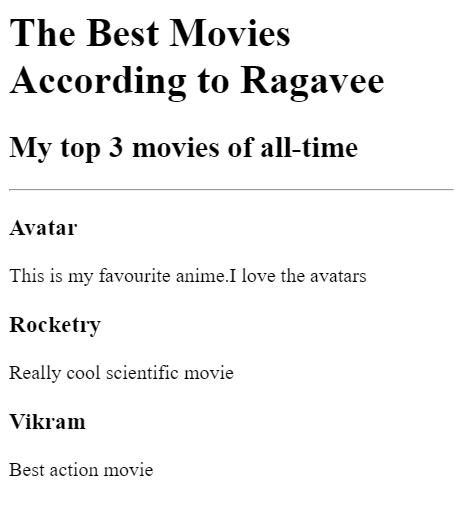 The Best Movies
According to Ragavee
My top 3 movies of all-time
Avatar
This is my favourite anime.I love the avatars
Rocketry
Really cool scientific movie
Vikram
Best action movie